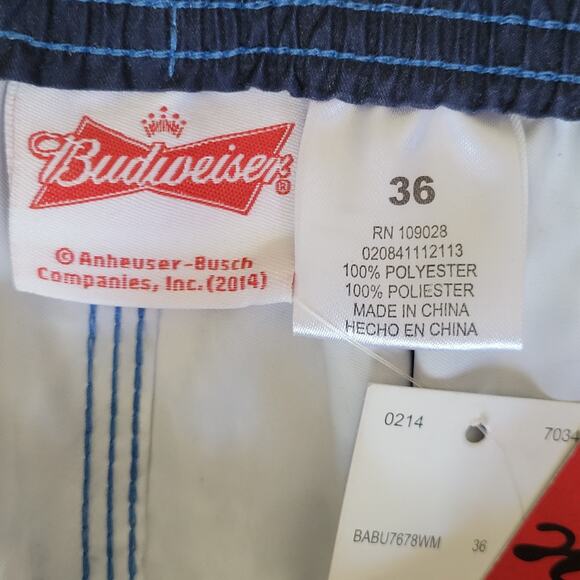 Budweiser®
© Anheuser-Busch
Companies, Inc. (2014)
36
RN 109028
020841112113
100% POLYESTER
100% POLIESTER
MADE IN CHINA
HECHO EN CHINA
0214
7034
BABU7678WM 36